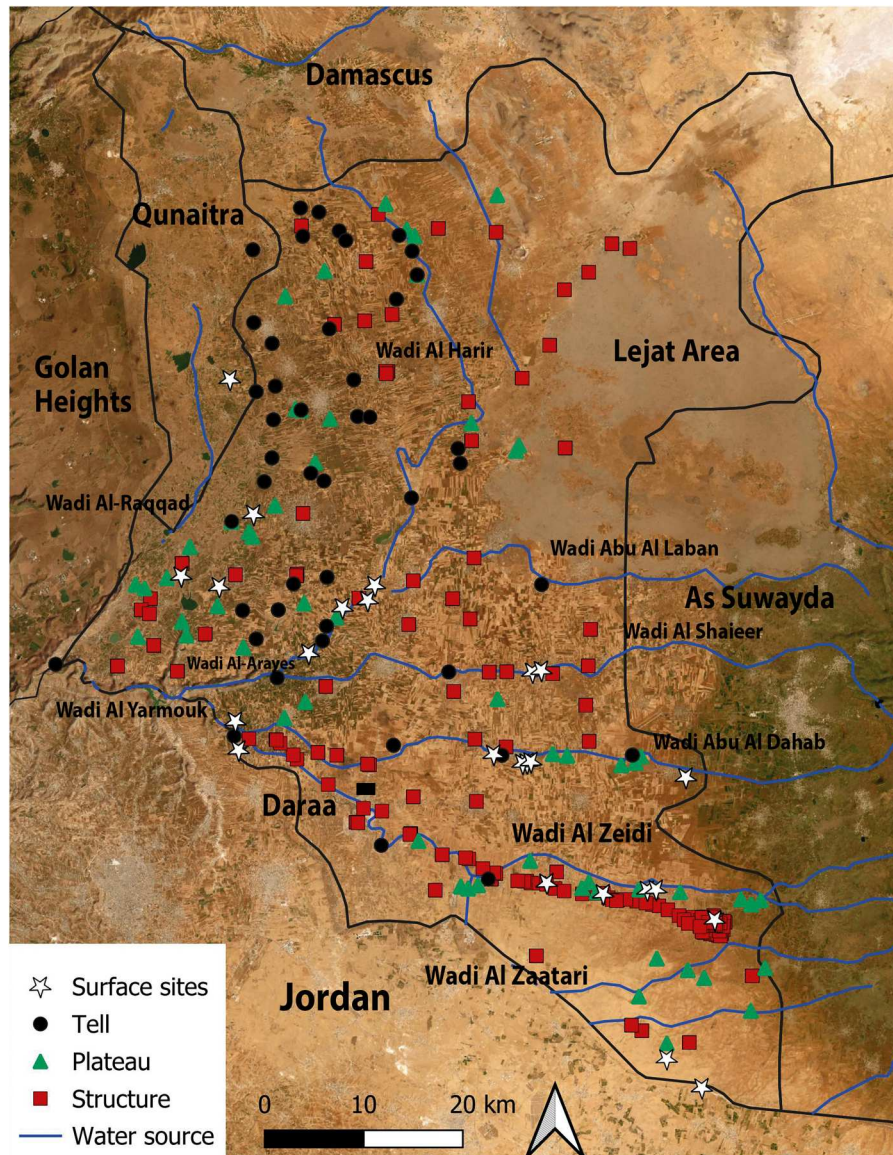 Damascus
Qunaitra
Wadi Al Harir
Lejat Area
Golan
Heights
Wadi Al-Raqqad
Wadi Abu Al Laban
As Suwayda
Wadi Al Shaieer
Wadi Al-Arayes
Wadi Al Yarmouk
Wadi Abu Al Dahab
Daraa
Wadi Al Zeidi
Wadi Al Zaatari
Jordan
Surface sites
Tell
Plateau
Structure
Water source
0 10 20 km